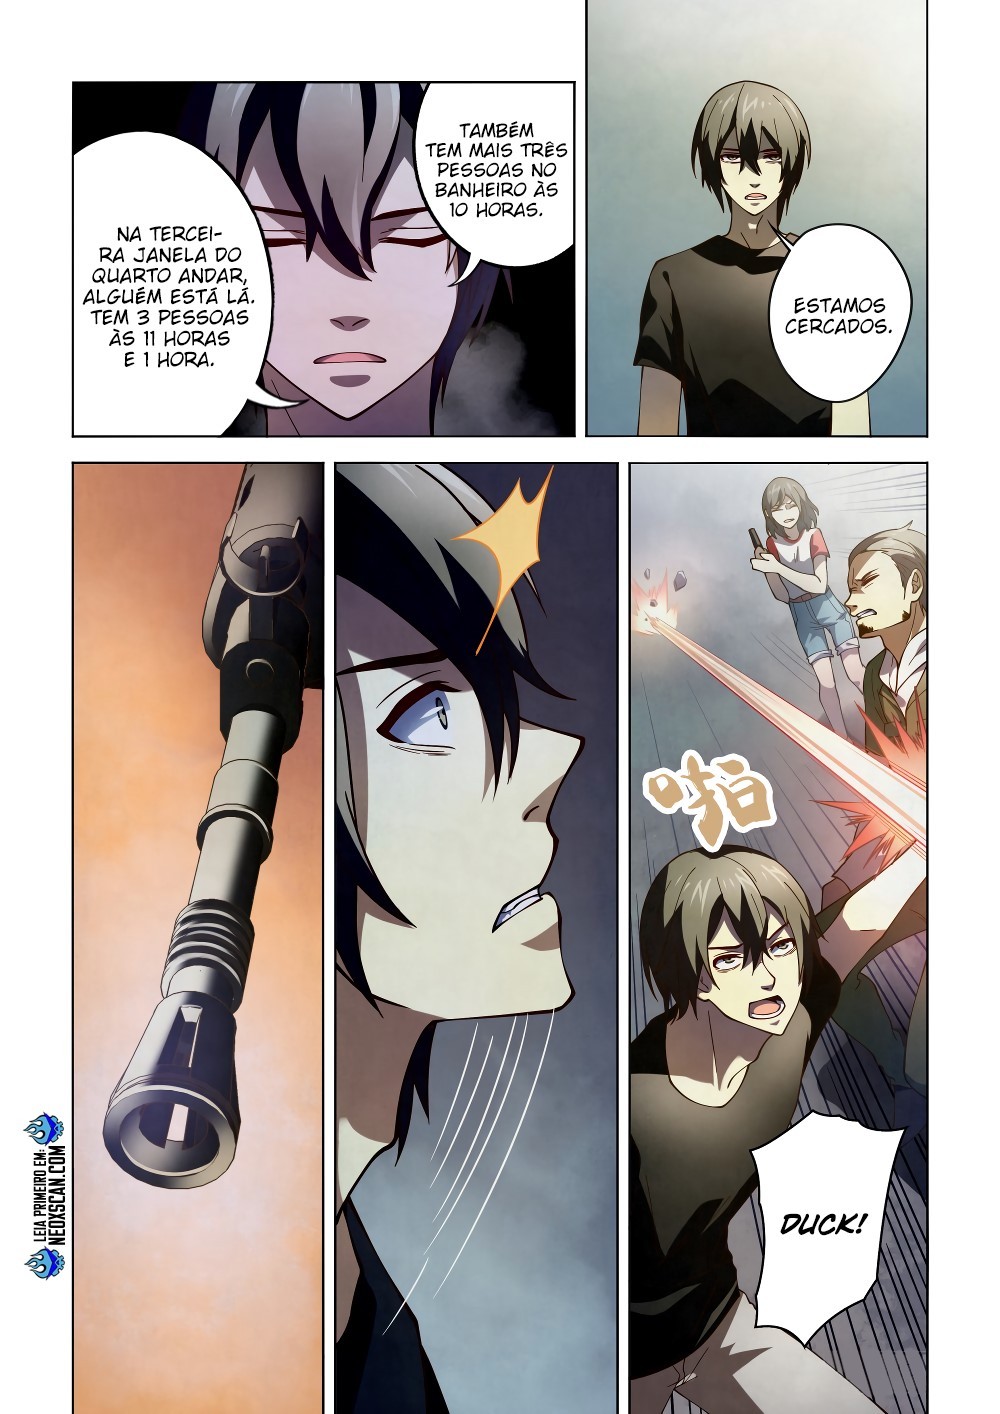 NA TERCEI-
RA JANELA DO
QUARTO ANDAR,
ALGUÉM ESTÁ LÁ.
TEM 3 PESSOAS
ÀS 11 HORAS
E 1 HORA.
TAMBÉM
TEM MAIS TRÊS
PESSOAS NO
BANHEIRO ÀS
10 HORAS.
ESTAMOS
CERCADOS.
啪
DUCK!
LEIA PRIMEIRO EM:
NEOXSCAN.COM